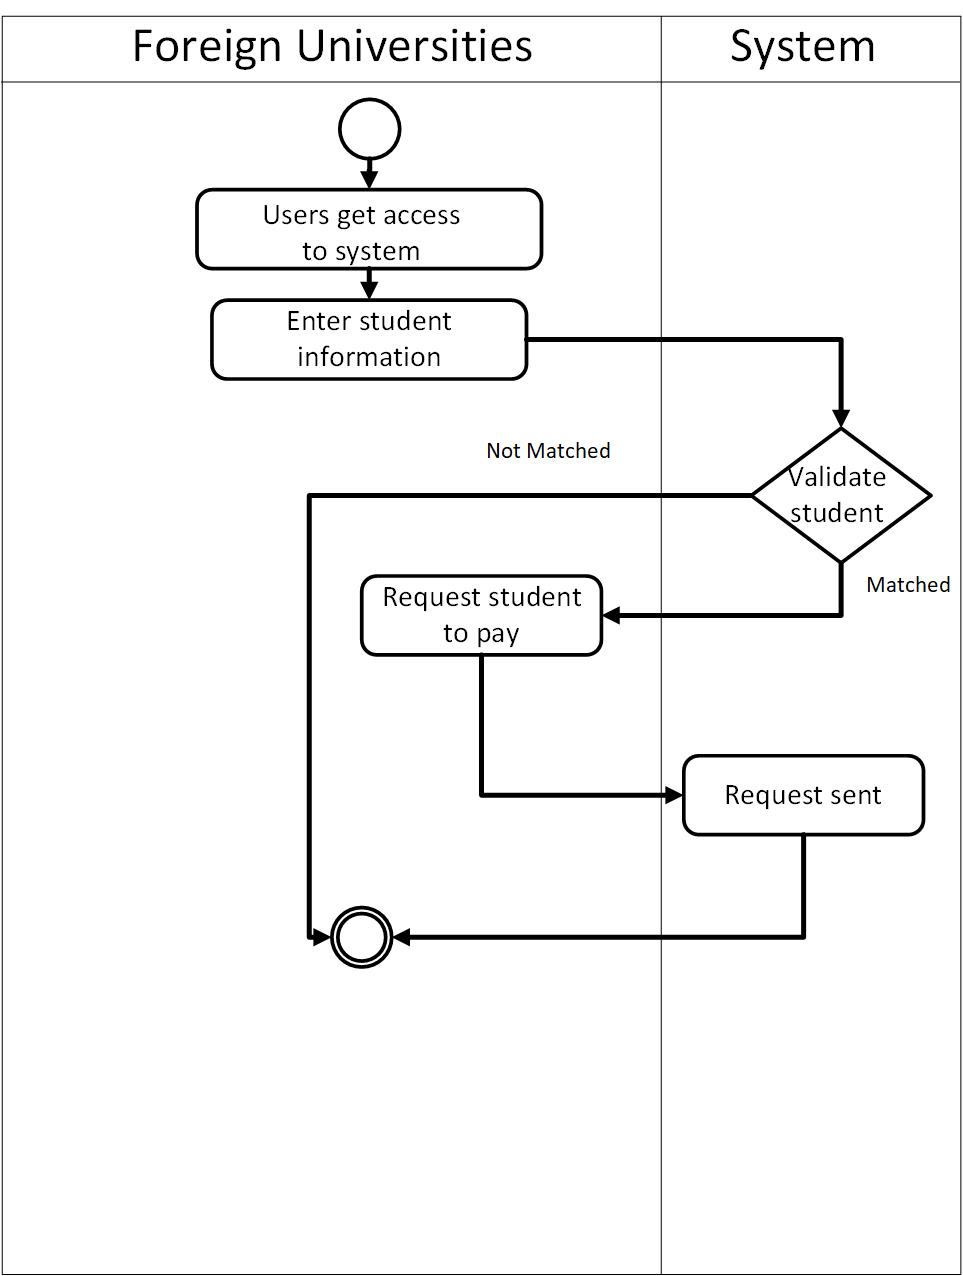 Foreign Universities
System
Users get access
to system
Enter student
information
Not Matched
Validate
student
Matched
Request student
to pay
Request sent